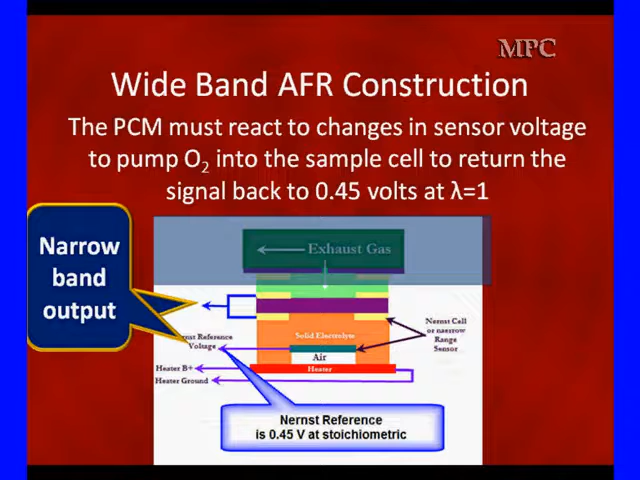 MPC
Wide Band AFR Construction
The PCM must react to changes in sensor voltage
to pump O₂ into the sample cell to return the
signal back to 0.45 volts at λ=1
Narrow
band
output
Exhaust Gas
Solid Electrolyte
Air
Heater
Reference
Voltage
Heater B+
Heater Ground
Nernst Cell
or narrow
Range
Sensor
Nernst Reference
is 0.45 V at stoichiometric